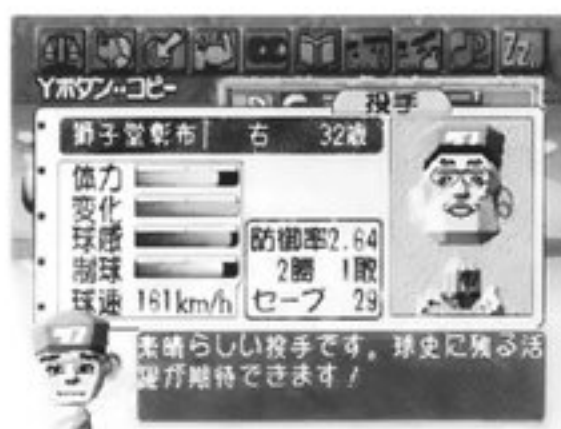 Yボタン‥コピー
投手
獅子堂彰布 右 32歳
体力
変化
球感
制球
球速 161km/h
防御率2.64
2勝 1敗
セーブ 29
素晴らしい投手です。球史に残る活
躍が期待できます!